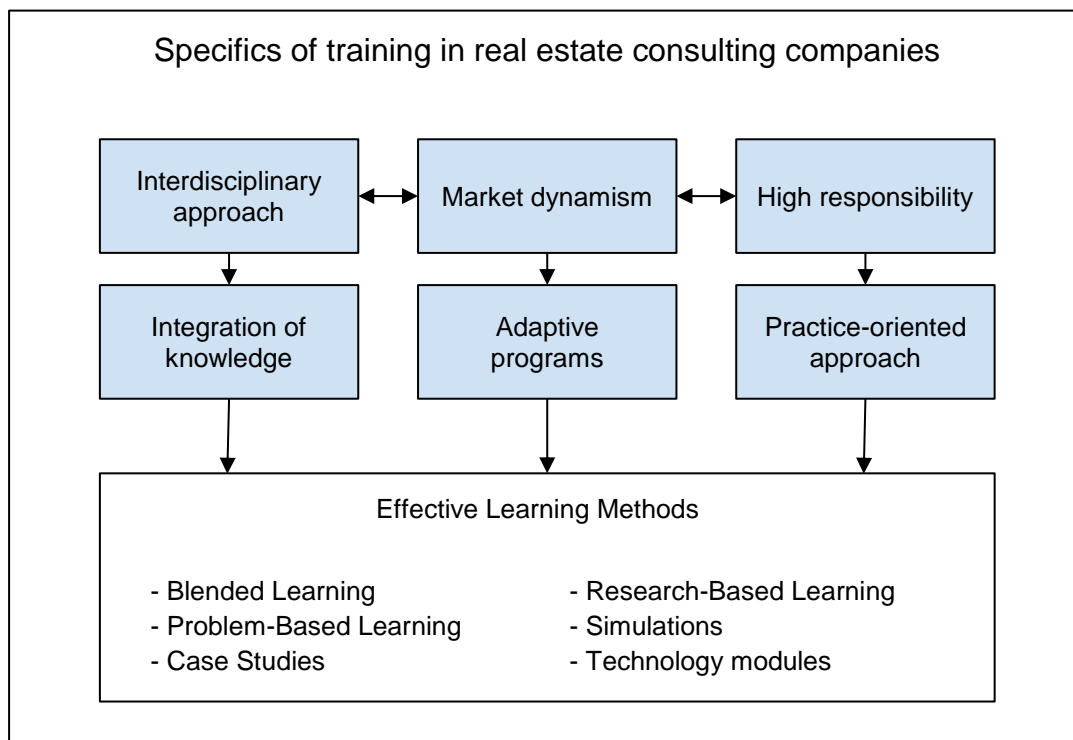 Specifics of training in real estate consulting companies
Interdisciplinary
approach
Market dynamism
High responsibility
Integration of
knowledge
Adaptive
programs
Practice-oriented
approach
Effective Learning Methods
- Blended Learning
- Problem-Based Learning
- Case Studies
- Research-Based Learning
- Simulations
- Technology modules